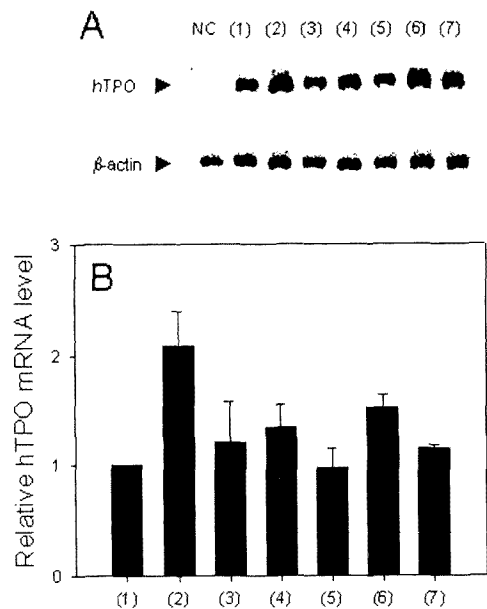 A
NC (1) (2) (3) (4) (5) (6) (7)
hTPO
β-actin
B
Relative hTPO mRNA level
3
2
1
0
(1) (2) (3) (4) (5) (6) (7)